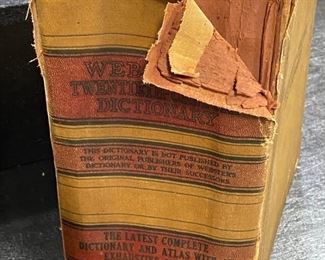 WEB
TWENTIETH
DICTIONARY
THIS DICTIONARY IS NOT PUBLISHED BY
THE ORIGINAL PUBLISHERS OF WEBSTER'S
DICTIONARY OR BY THEIR SUCCESSORS
THE LATEST COMPLETE
DICTIONARY AND ATLAS WITH